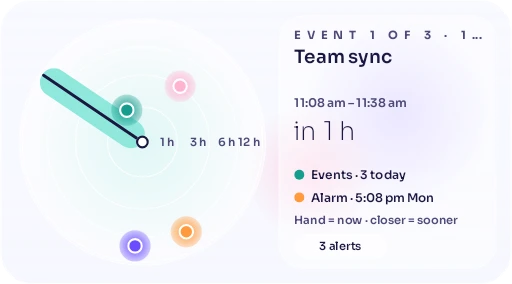 1 h 3 h 6 h 12 h
EVENT 1 OF 3 · 1...
Team sync
11:08 am – 11:38 am
in 1 h
Events · 3 today
Alarm · 5:08 pm Mon
Hand = now · closer = sooner
3 alerts